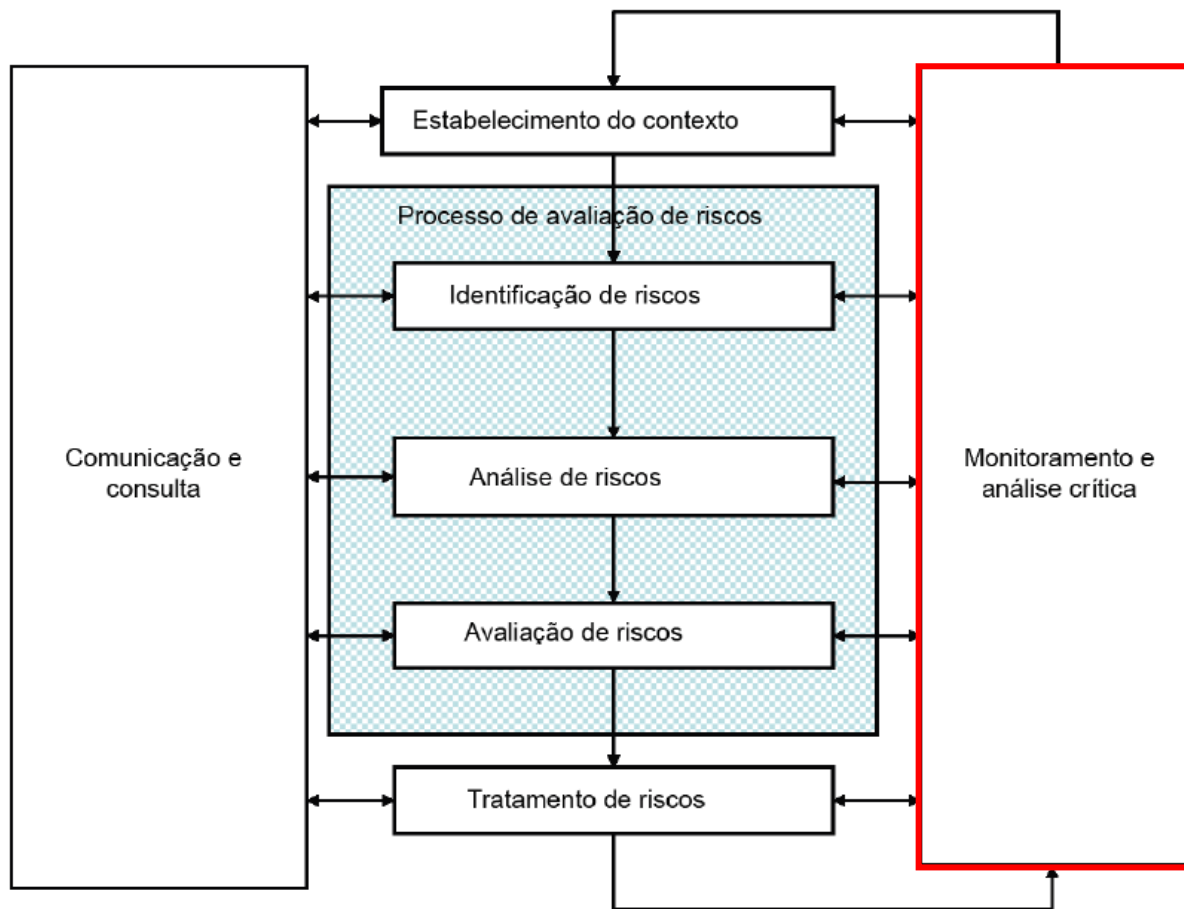 Estabelecimento do contexto
Processo de avaliação de riscos
Identificação de riscos
Comunicação e
consulta
Análise de riscos
Monitoramento e
análise crítica
Avaliação de riscos
Tratamento de riscos